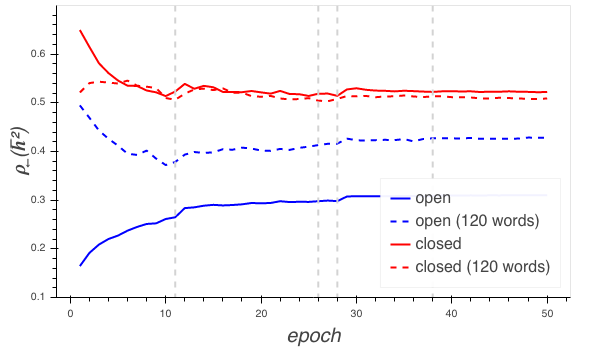 0.6
0.5
0.4
0.3
0.2
0.1
ρ←(h̄²)
0 10 20 30 40 50
epoch
open
open (120 words)
closed
closed (120 words)